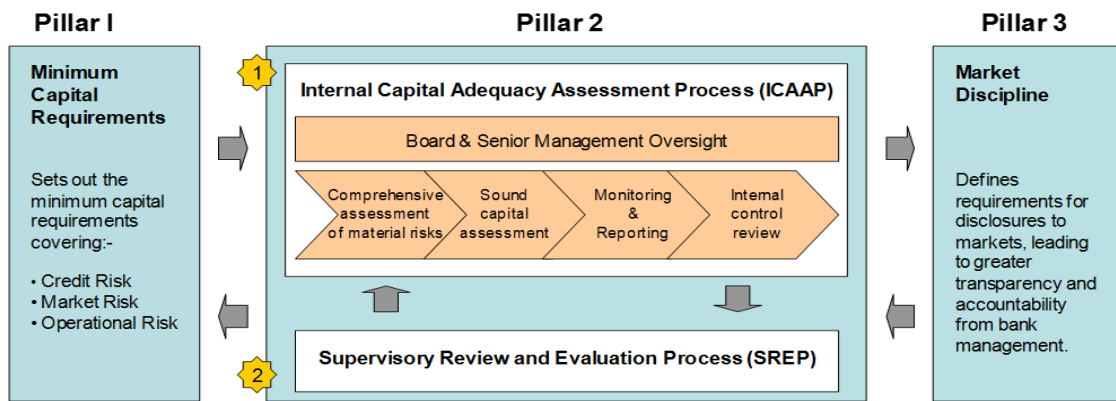 Pillar I
Minimum
Capital
Requirements
Sets out the
minimum capital
requirements
covering:-
• Credit Risk
• Market Risk
• Operational Risk
Pillar 2
1
Internal Capital Adequacy Assessment Process (ICAAP)
Board & Senior Management Oversight
Comprehensive
assessment
of material risks
Sound
capital
assessment
Monitoring
&
Reporting
Internal
control
review
2
Supervisory Review and Evaluation Process (SREP)
Pillar 3
Market
Discipline
Defines
requirements for
disclosures to
markets, leading
to greater
transparency and
accountability
from bank
management.